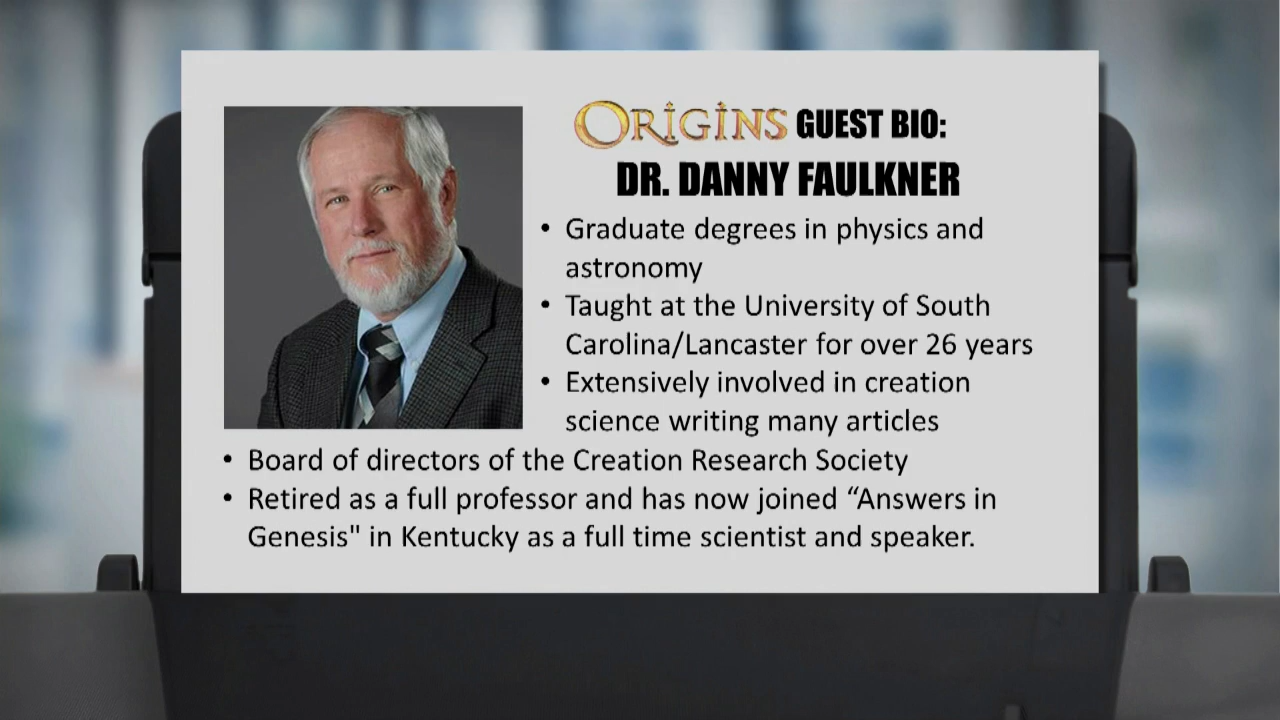 ORIGINS GUEST BIO:
DR. DANNY FAULKNER
• Graduate degrees in physics and
astronomy
• Taught at the University of South
Carolina/Lancaster for over 26 years
• Extensively involved in creation
science writing many articles
• Board of directors of the Creation Research Society
• Retired as a full professor and has now joined “Answers in
Genesis" in Kentucky as a full time scientist and speaker.